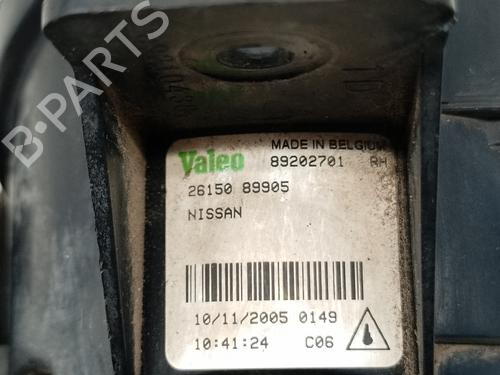 B-PARTS
MADE IN BELGIUM
Valeo 89202701 RH
26150 89905
NISSAN
10/11/2005 0149
10:41:24 C06